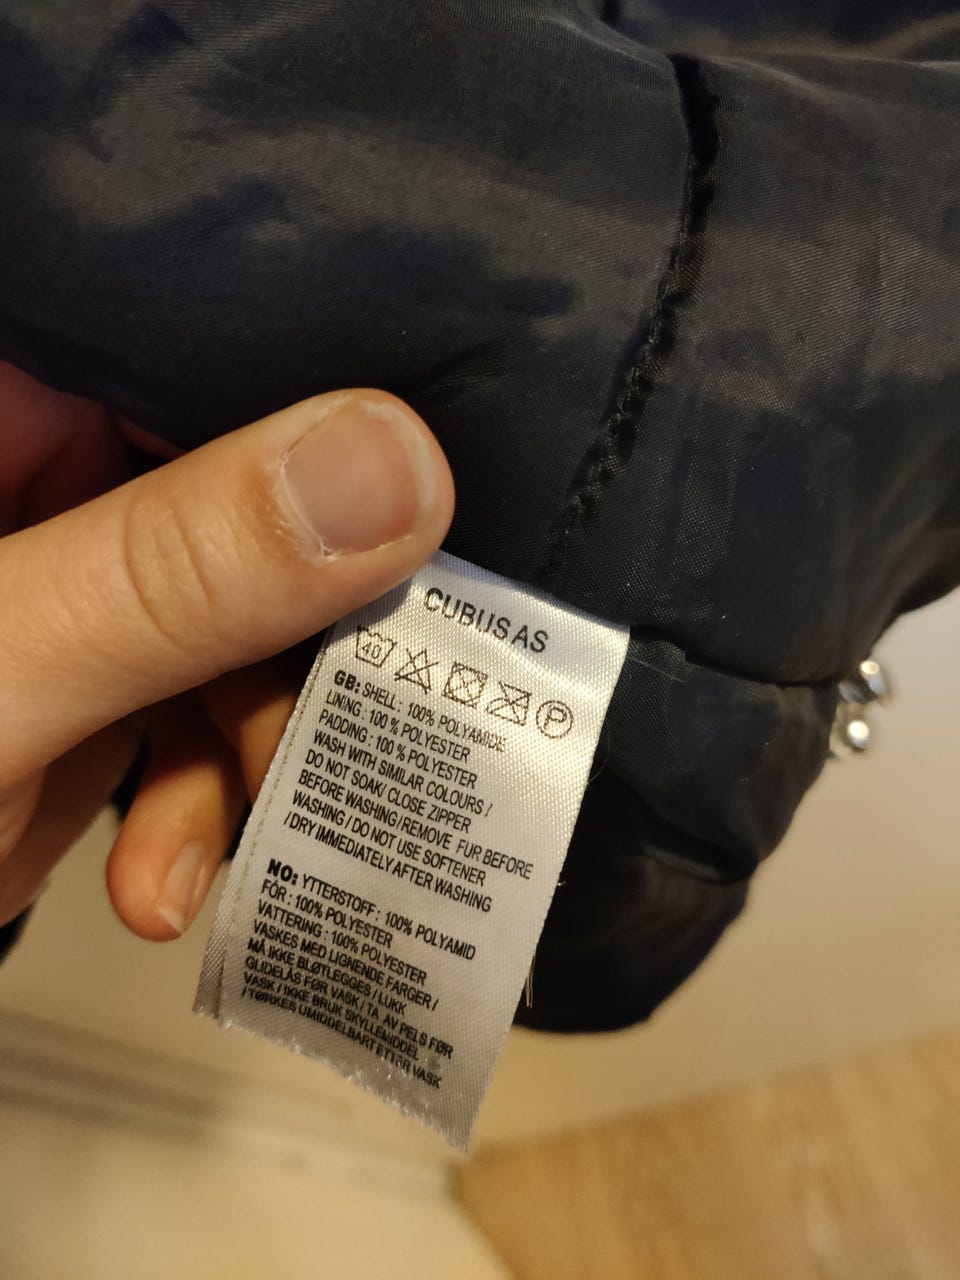 CUBUS AS
40 P
GB: SHELL : 100% POLYAMIDE
LINING : 100 % POLYESTER
PADDING : 100 % POLYESTER
WASH WITH SIMILAR COLOURS /
DO NOT SOAK/ CLOSE ZIPPER
BEFORE WASHING/REMOVE FUR BEFORE
WASHING / DO NOT USE SOFTENER
/DRY IMMEDIATELY AFTER WASHING
NO: YTTERSTOFF : 100% POLYAMID
FÔR : 100% POLYESTER
VATTERING : 100% POLYESTER
VASKES MED LIGNENDE FARGER /
MÅ IKKE BLØTLEGGES / LUKK
GLIDELÅS FØR VASK / TA AV PELS FØR
VASK / IKKE BRUK SKYLLEMIDDEL
/TØRKES UMIDDELBART ETTER VASK